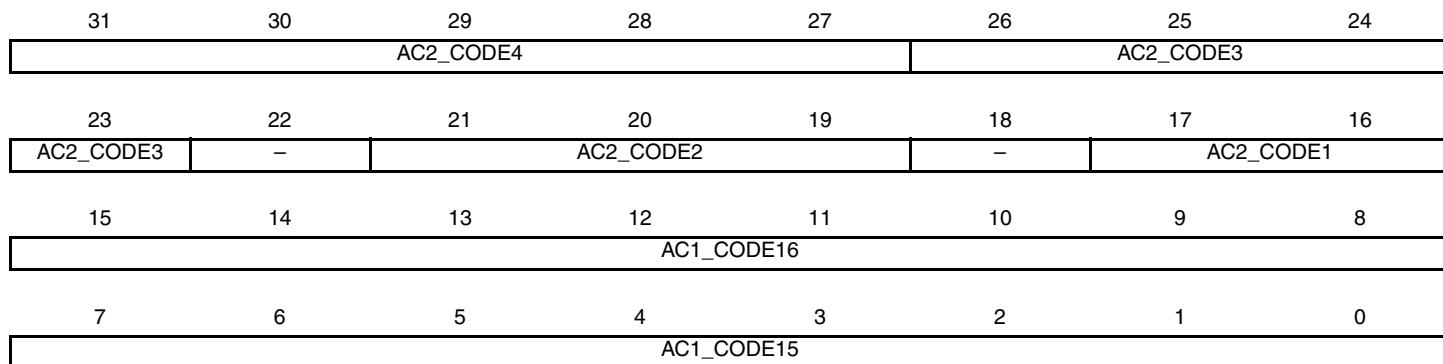 31 30 29 28 27 26 25 24
AC2_CODE4 AC2_CODE3
23 22 21 20 19 18 17 16
AC2_CODE3 – AC2_CODE2 – AC2_CODE1
15 14 13 12 11 10 9 8
AC1_CODE16
7 6 5 4 3 2 1 0
AC1_CODE15